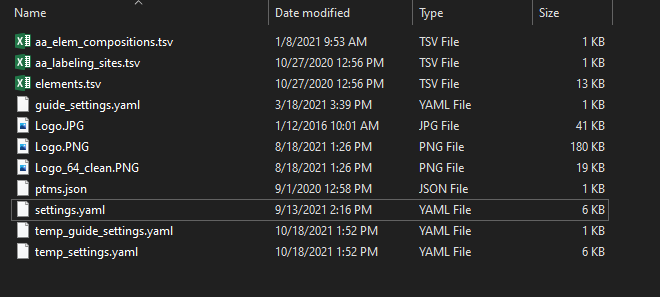 Name Date modified Type Size
aa_elem_compositions.tsv 1/8/2021 9:53 AM TSV File 1 KB
aa_labeling_sites.tsv 10/27/2020 12:56 PM TSV File 1 KB
elements.tsv 10/27/2020 12:56 PM TSV File 13 KB
guide_settings.yaml 3/18/2021 3:39 PM YAML File 1 KB
Logo.JPG 1/12/2016 10:01 AM JPG File 41 KB
Logo.PNG 8/18/2021 1:26 PM PNG File 180 KB
Logo_64_clean.PNG 8/18/2021 1:26 PM PNG File 19 KB
ptms.json 9/1/2020 12:58 PM JSON File 1 KB
settings.yaml 9/13/2021 2:16 PM YAML File 6 KB
temp_guide_settings.yaml 10/18/2021 1:52 PM YAML File 1 KB
temp_settings.yaml 10/18/2021 1:52 PM YAML File 6 KB